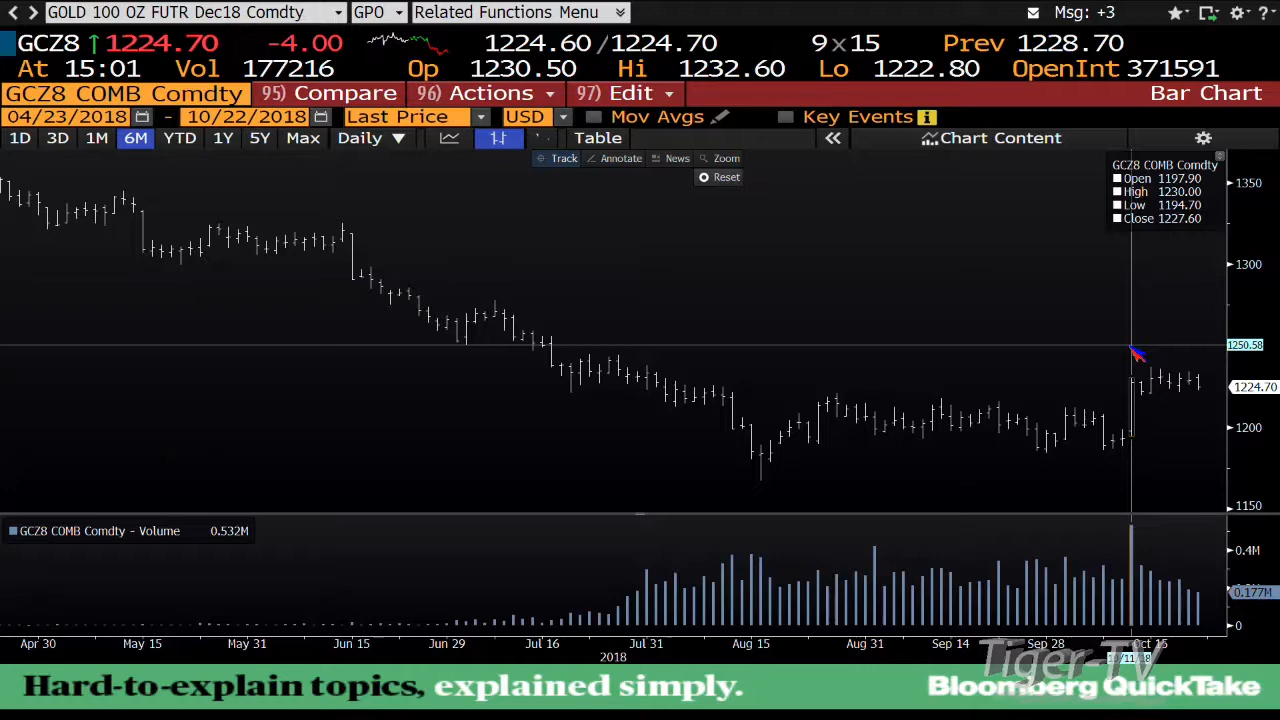 GOLD 100 OZ FUTR Dec18 Comdty GPO Related Functions Menu Msg: +3
GCZ8 1224.70 -4.00 1224.60 / 1224.70 9x15 Prev 1228.70
At 15:01 Vol 177216 Op 1230.50 Hi 1232.60 Lo 1222.80 OpenInt 371591
GCZ8 COMB Comdty 95) Compare 96) Actions 97) Edit Bar Chart
04/23/2018 - 10/22/2018 Last Price USD Mov Avgs Key Events i
1D 3D 1M 6M YTD 1Y 5Y Max Daily Table Chart Content
Track Annotate News Zoom
Reset
GCZ8 COMB Comdty
Open 1197.90
High 1230.00
Low 1194.70
Close 1227.60
1350
1300
1250.58
1224.70
1200
1150
GCZ8 COMB Comdty - Volume 0.532M
0.4M
0.177M
0
Apr 30 May 15 May 31 Jun 15 Jun 29 Jul 16 Jul 31 Aug 15 Aug 31 Sep 14 Sep 28 Oct 15
2018
10/11/18
Tiger-TV
Hard-to-explain topics, explained simply. Bloomberg QuickTake